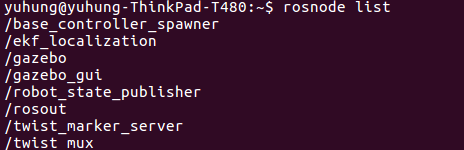 yuhung@yuhung-ThinkPad-T480:~$ rosnode list
/base_controller_spawner
/ekf_localization
/gazebo
/gazebo_gui
/robot_state_publisher
/rosout
/twist_marker_server
/twist_mux